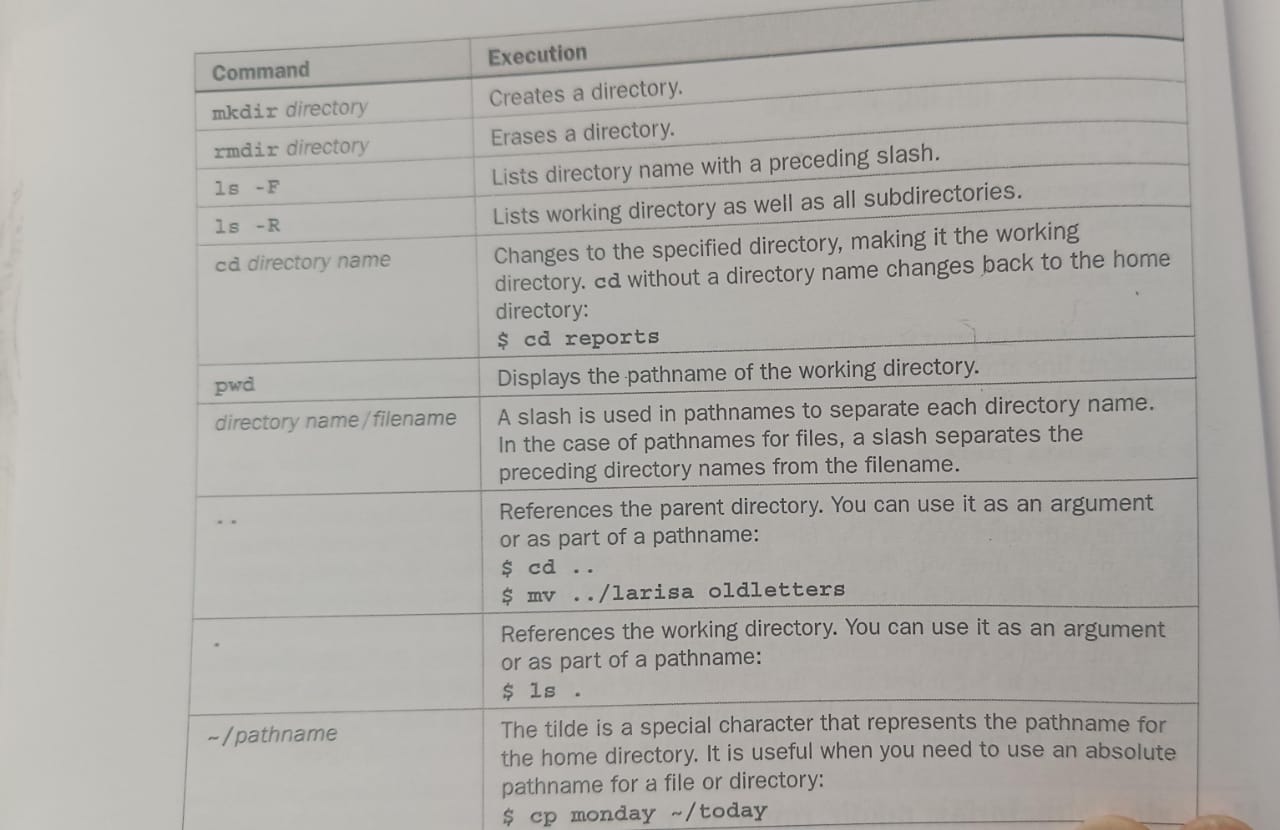 Command Execution
mkdir directory Creates a directory.
rmdir directory Erases a directory.
ls -F Lists directory name with a preceding slash.
ls -R Lists working directory as well as all subdirectories.
cd directory name Changes to the specified directory, making it the working
directory. cd without a directory name changes back to the home
directory:
$ cd reports
pwd Displays the pathname of the working directory.
directory name/filename A slash is used in pathnames to separate each directory name.
In the case of pathnames for files, a slash separates the
preceding directory names from the filename.
.. References the parent directory. You can use it as an argument
or as part of a pathname:
$ cd ..
$ mv ../larisa oldletters
. References the working directory. You can use it as an argument
or as part of a pathname:
$ ls .
~/pathname The tilde is a special character that represents the pathname for
the home directory. It is useful when you need to use an absolute
pathname for a file or directory:
$ cp monday ~/today